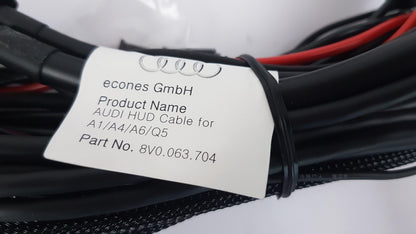 econes GmbH
Product Name
AUDI HUD Cable for
A1/A4/A6/Q5
Part No. 8V0.063.704